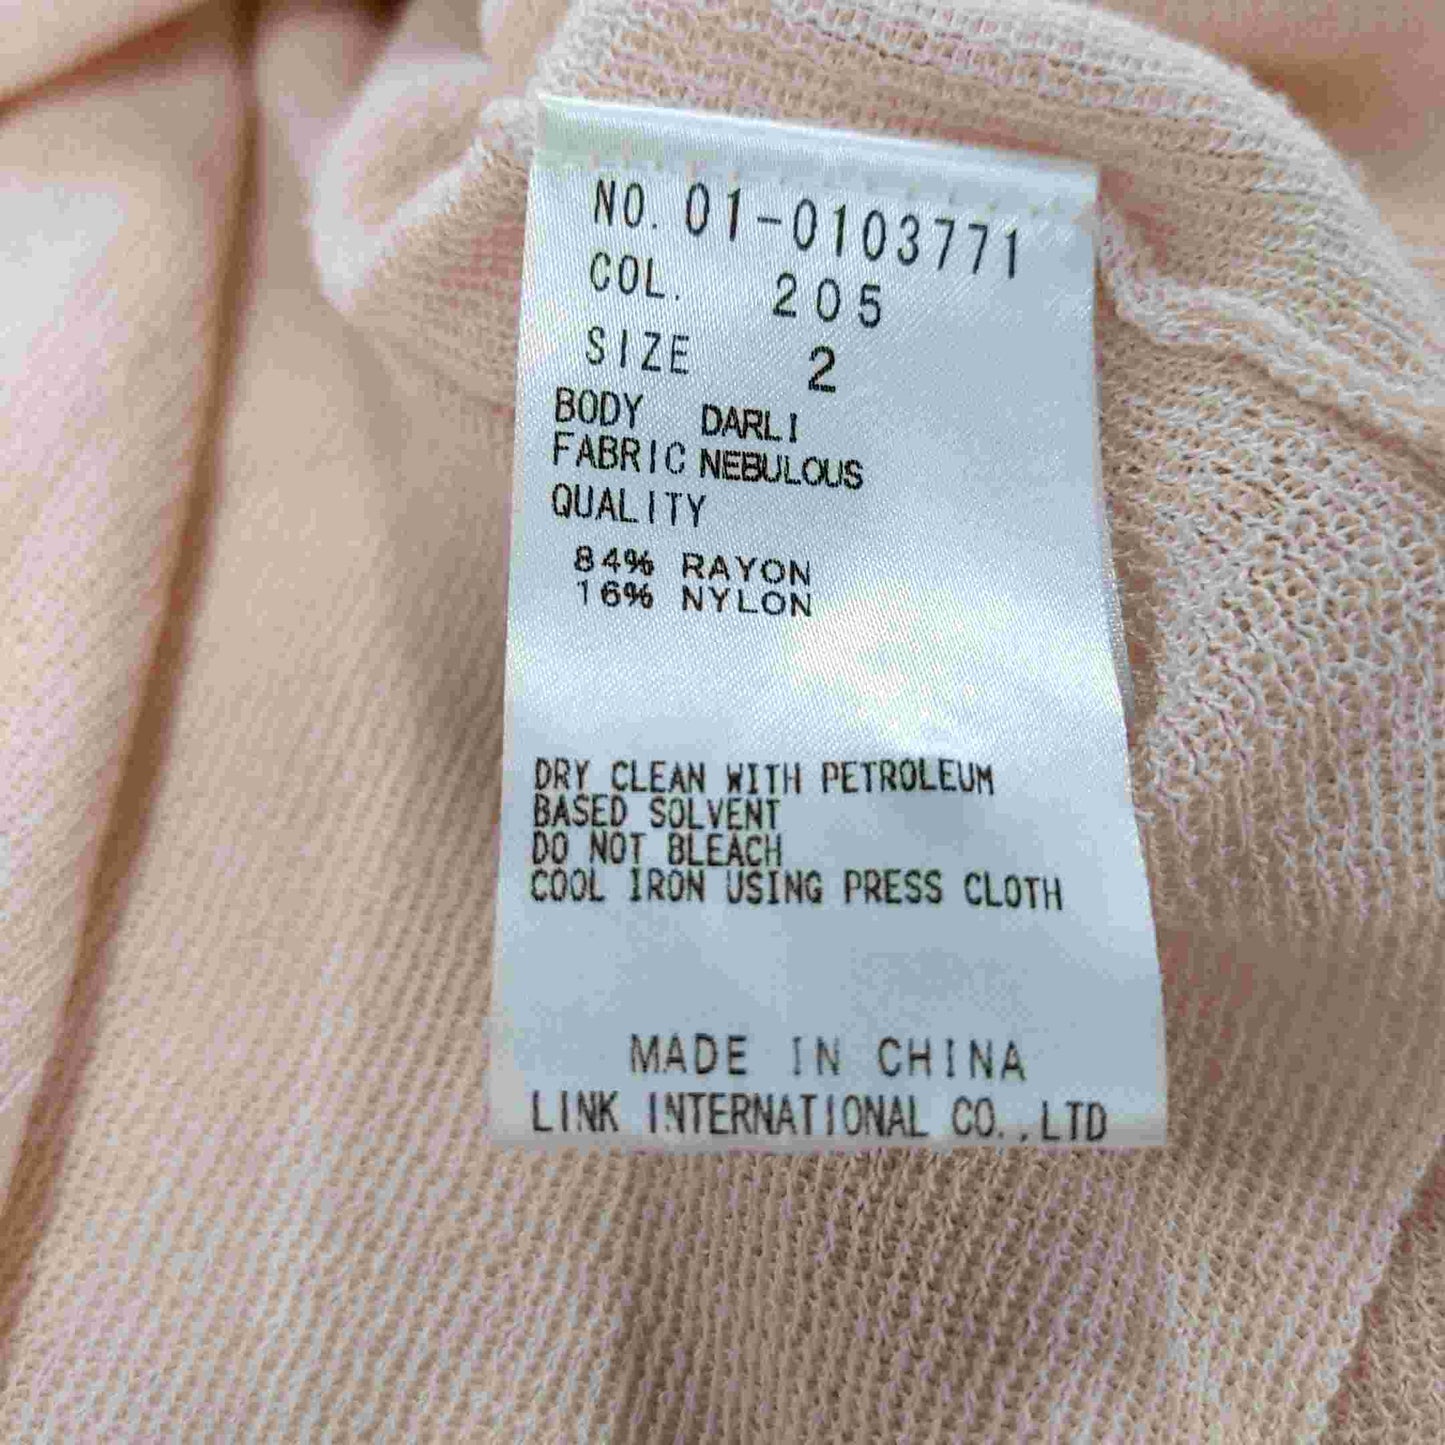 NO. 01-0103771
COL. 205
SIZE 2
BODY DARLI
FABRIC NEBULOUS
QUALITY
84% RAYON
16% NYLON
DRY CLEAN WITH PETROLEUM
BASED SOLVENT
DO NOT BLEACH
COOL IRON USING PRESS CLOTH
MADE IN CHINA
LINK INTERNATIONAL CO.,LTD